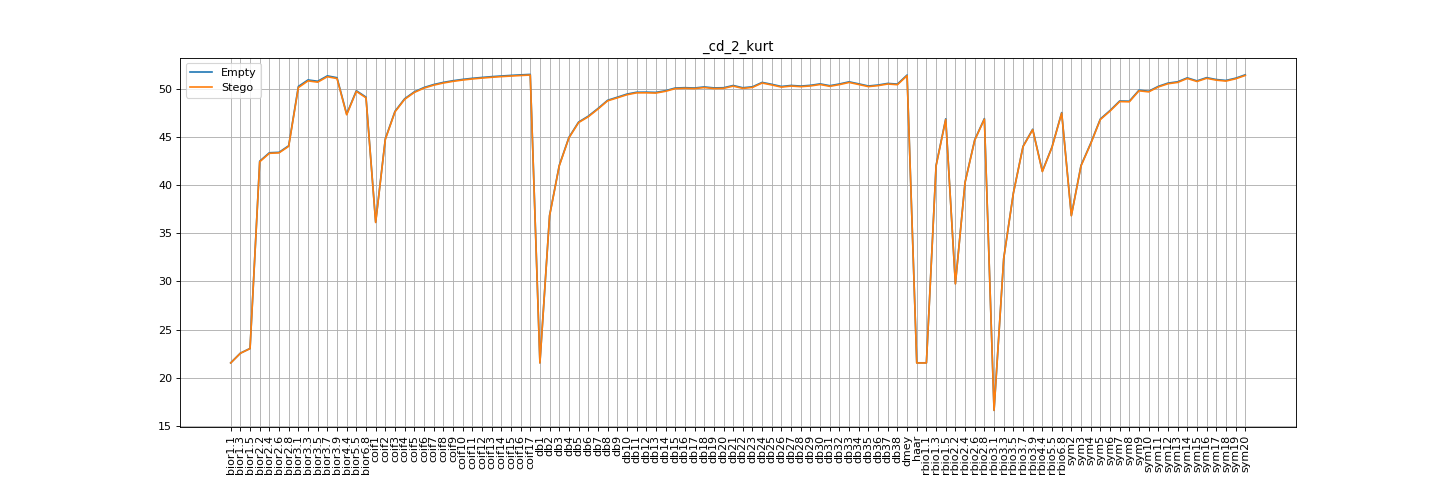 _cd_2_kurt
Empty
Stego
50
45
40
35
30
25
20
15
bior1.1
bior1.3
bior1.5
bior2.2
bior2.4
bior2.6
bior2.8
bior3.1
bior3.3
bior3.5
bior3.7
bior3.9
bior4.4
bior5.5
bior6.8
coif1
coif2
coif3
coif4
coif5
coif6
coif7
coif8
coif9
coif10
coif11
coif12
coif13
coif14
coif15
coif16
coif17
db1
db2
db3
db4
db5
db6
db7
db8
db9
db10
db11
db12
db13
db14
db15
db16
db17
db18
db19
db20
db21
db22
db23
db24
db25
db26
db27
db28
db29
db30
db31
db32
db33
db34
db35
db36
db37
db38
dmey
haar
rbio1.1
rbio1.3
rbio1.5
rbio2.2
rbio2.4
rbio2.6
rbio2.8
rbio3.1
rbio3.3
rbio3.5
rbio3.7
rbio3.9
rbio4.4
rbio5.5
rbio6.8
sym2
sym3
sym4
sym5
sym6
sym7
sym8
sym9
sym10
sym11
sym12
sym13
sym14
sym15
sym16
sym17
sym18
sym19
sym20